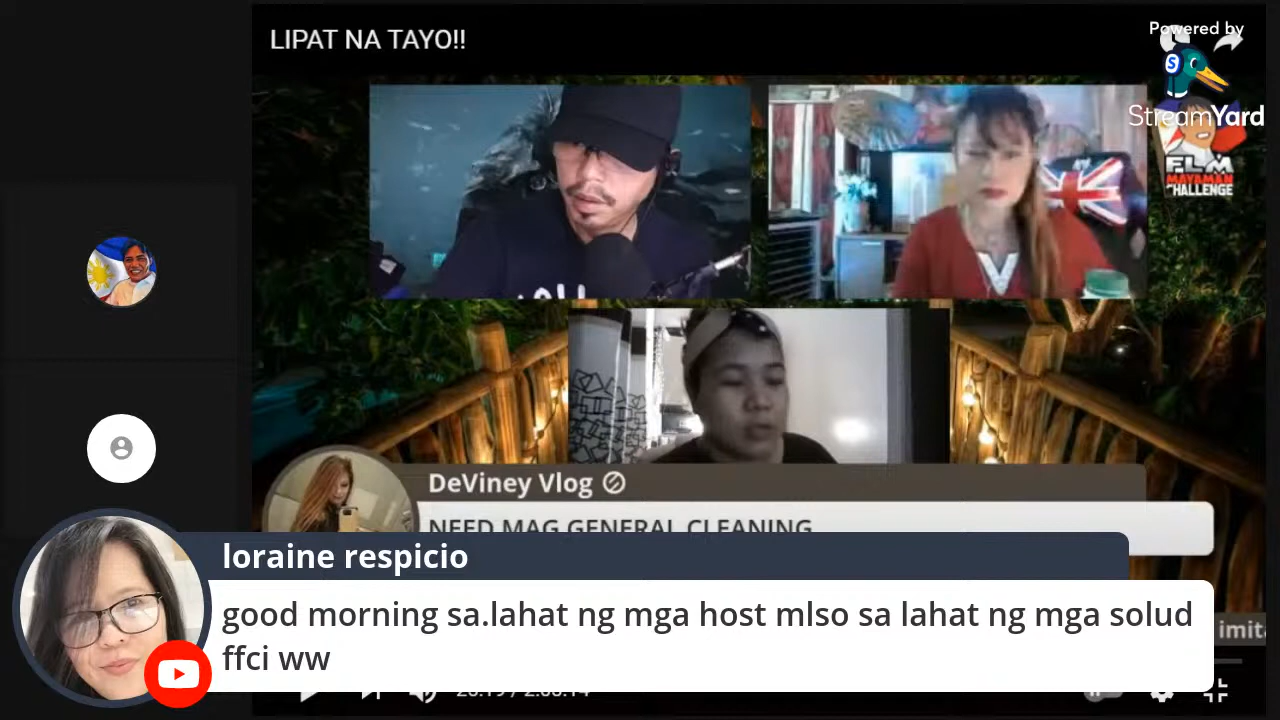 LIPAT NA TAYO!!
Powered by
StreamYard
FLM
MAYAMAN
CHALLENGE
DeViney Vlog
NEED MAG GENERAL CLEANING
loraine respicio
good morning sa.lahat ng mga host mlso sa lahat ng mga solud
ffci ww